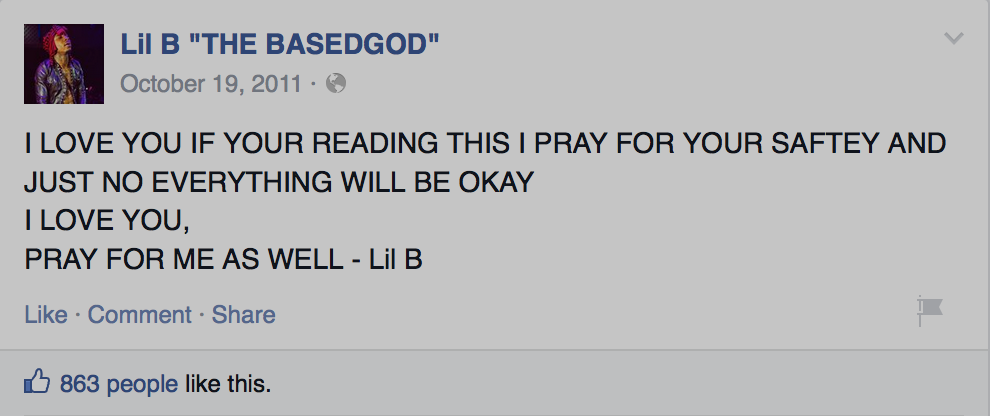 Lil B "THE BASEDGOD"
October 19, 2011 ·
I LOVE YOU IF YOUR READING THIS I PRAY FOR YOUR SAFTEY AND
JUST NO EVERYTHING WILL BE OKAY
I LOVE YOU,
PRAY FOR ME AS WELL - Lil B
Like · Comment · Share
863 people like this.